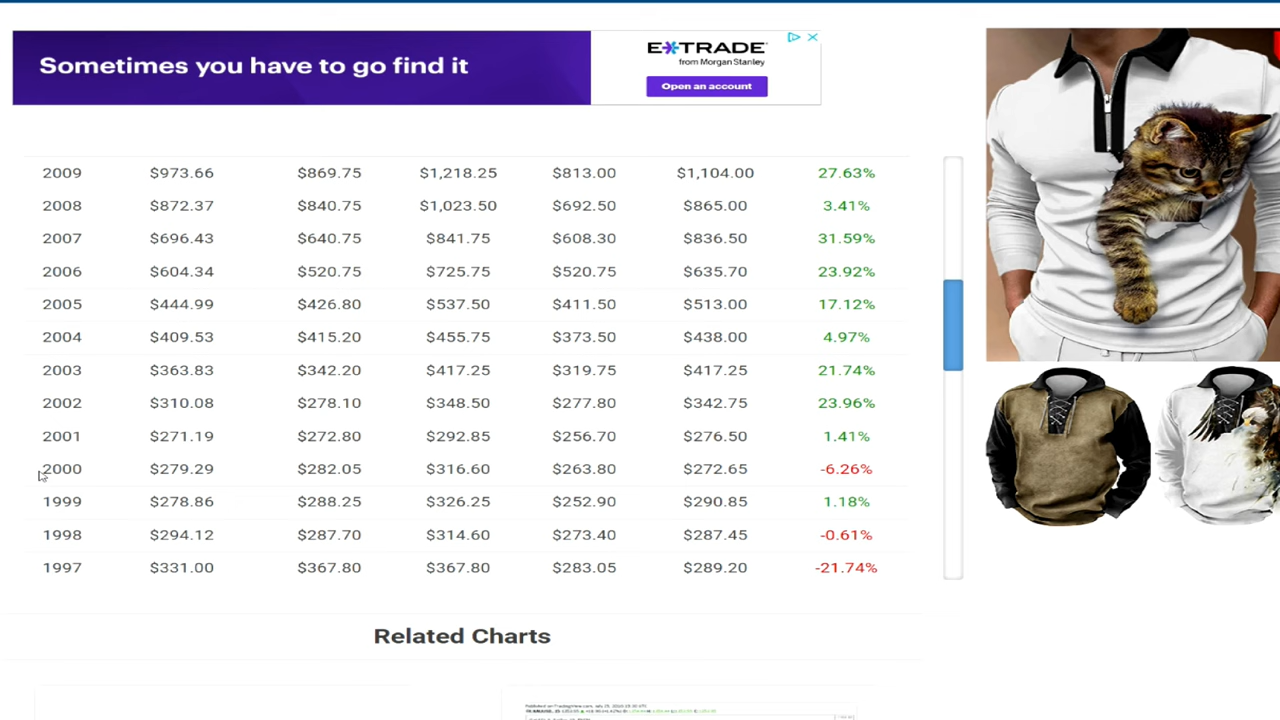 Sometimes you have to go find it
E*TRADE
from Morgan Stanley
Open an account
2009 $973.66 $869.75 $1,218.25 $813.00 $1,104.00 27.63%
2008 $872.37 $840.75 $1,023.50 $692.50 $865.00 3.41%
2007 $696.43 $640.75 $841.75 $608.30 $836.50 31.59%
2006 $604.34 $520.75 $725.75 $520.75 $635.70 23.92%
2005 $444.99 $426.80 $537.50 $411.50 $513.00 17.12%
2004 $409.53 $415.20 $455.75 $373.50 $438.00 4.97%
2003 $363.83 $342.20 $417.25 $319.75 $417.25 21.74%
2002 $310.08 $278.10 $348.50 $277.80 $342.75 23.96%
2001 $271.19 $272.80 $292.85 $256.70 $276.50 1.41%
2000 $279.29 $282.05 $316.60 $263.80 $272.65 -6.26%
1999 $278.86 $288.25 $326.25 $252.90 $290.85 1.18%
1998 $294.12 $287.70 $314.60 $273.40 $287.45 -0.61%
1997 $331.00 $367.80 $367.80 $283.05 $289.20 -21.74%
Related Charts